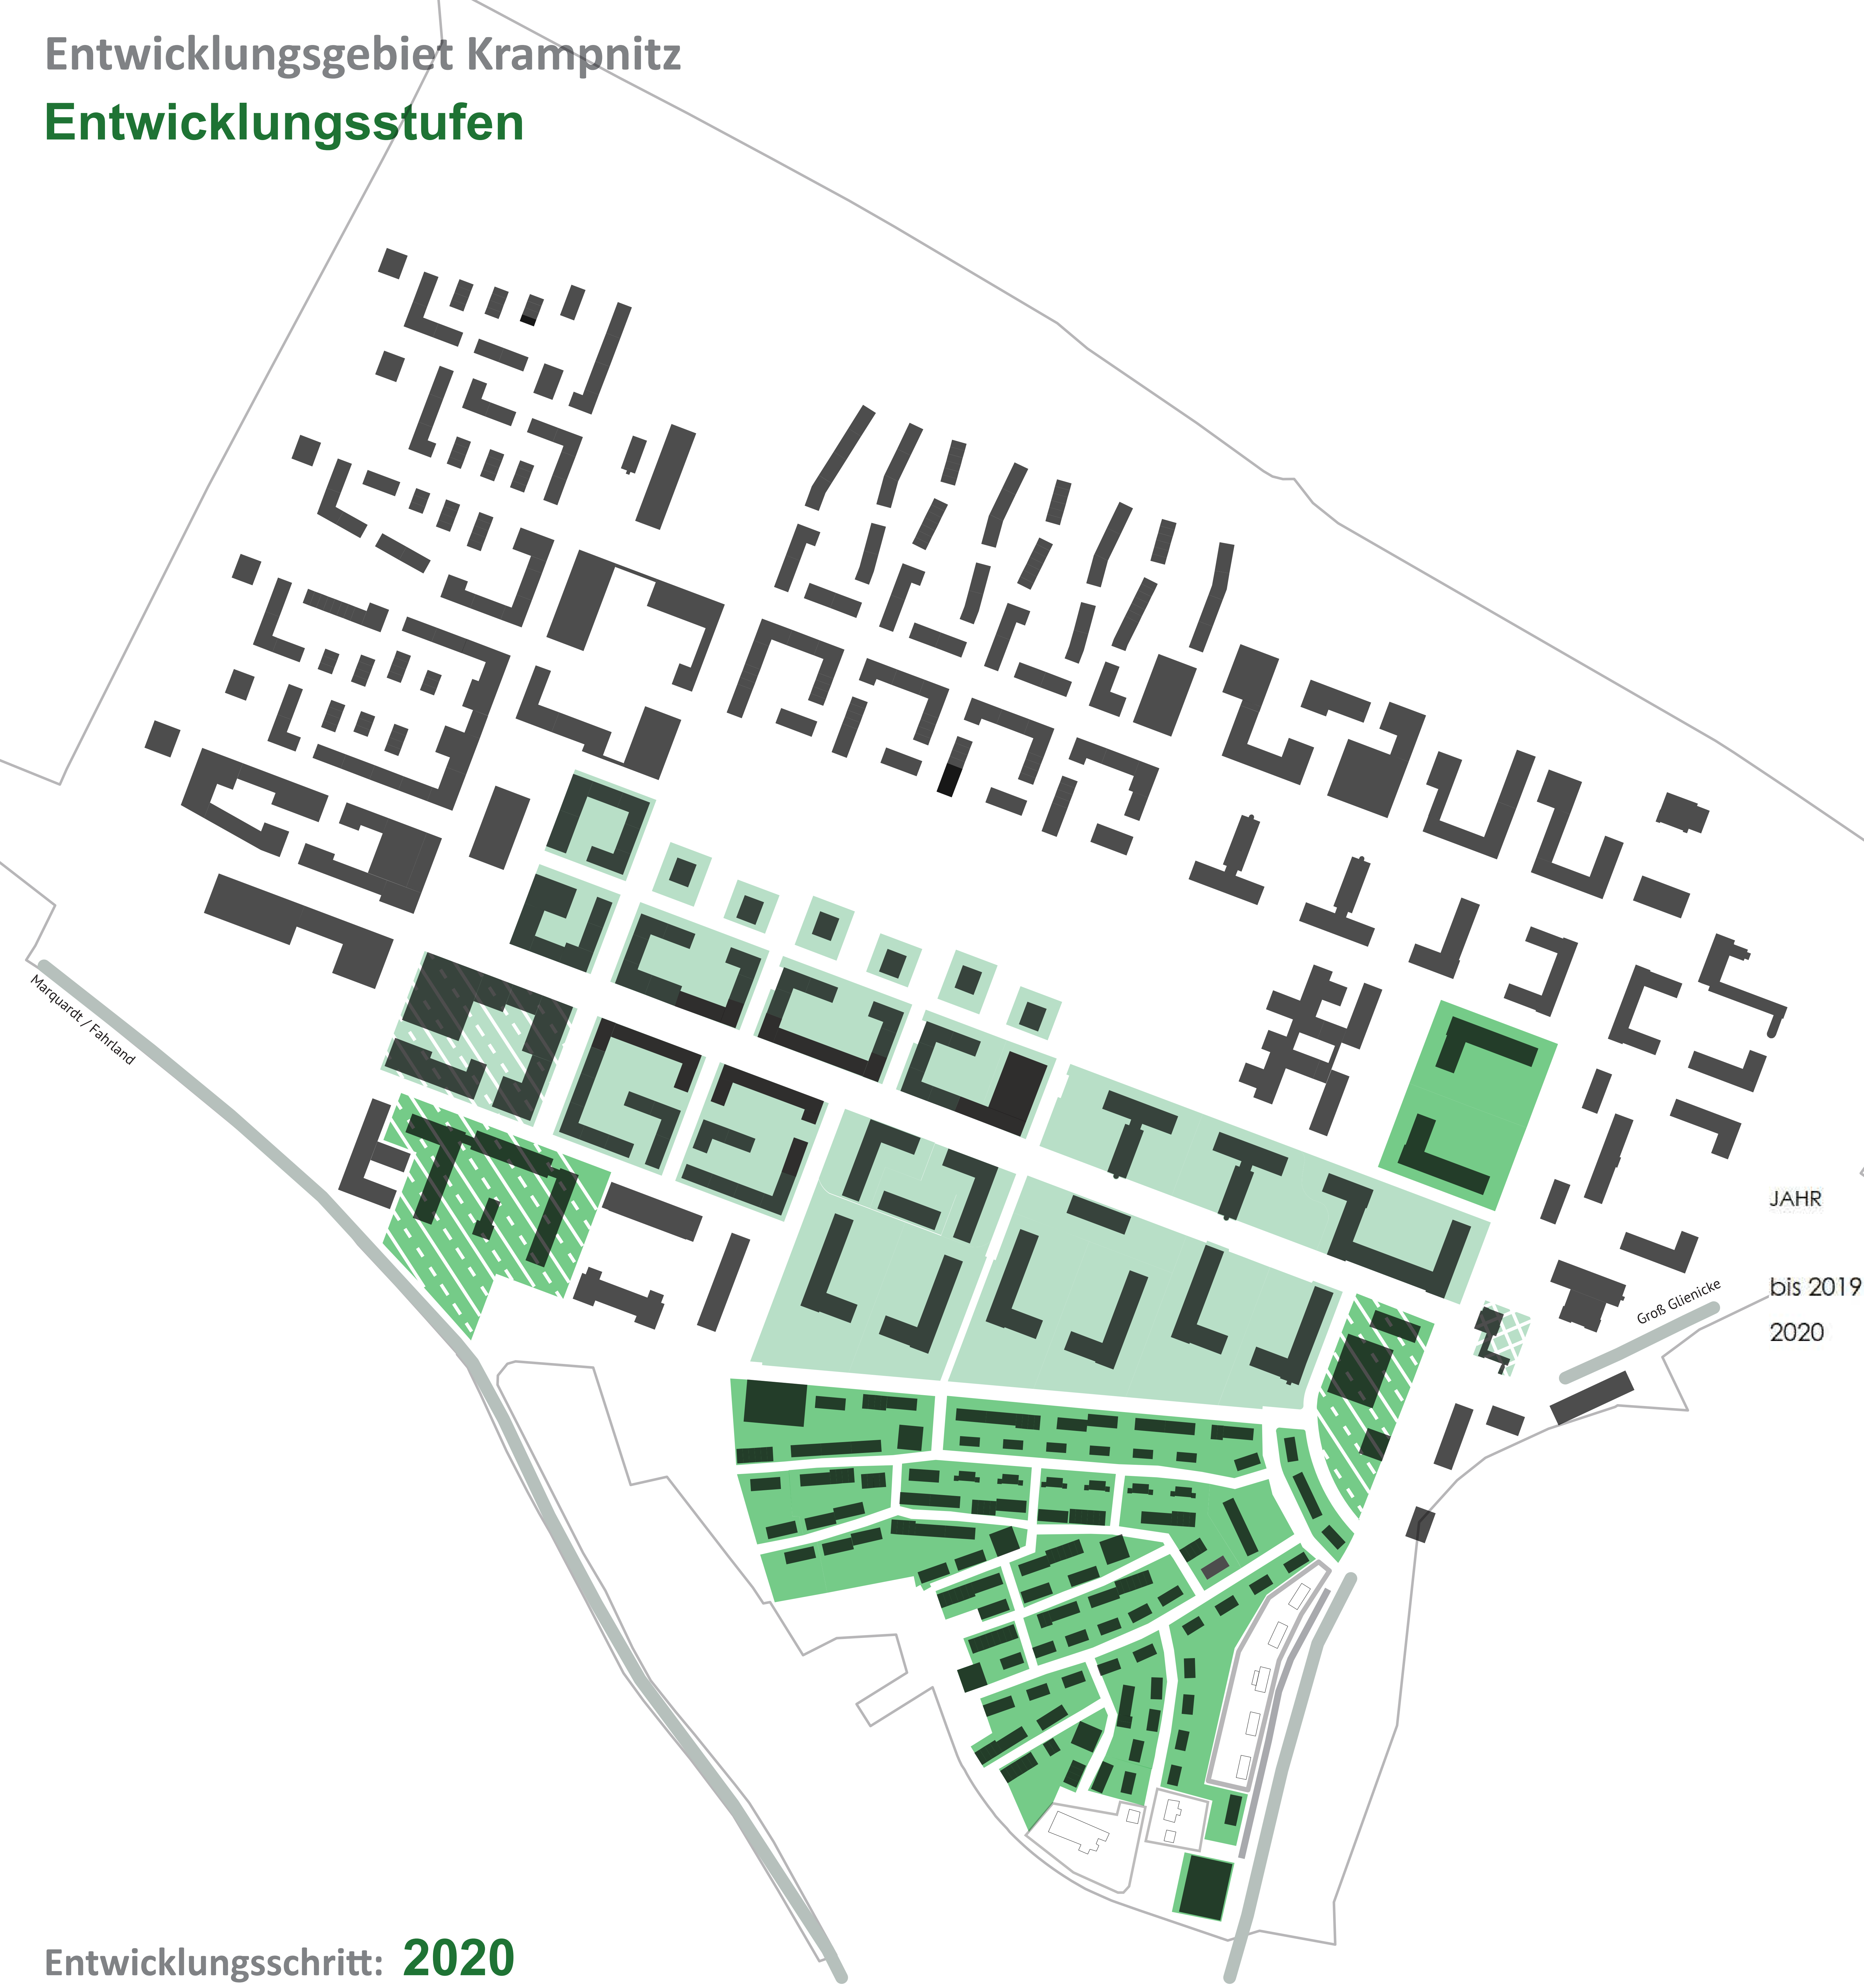 Entwicklungsgebiet Krampnitz
Entwicklungsstufen
Marquardt / Fahrland
JAHR
bis 2019
Groß Glienicke
2020
Entwicklungsschritt: 2020